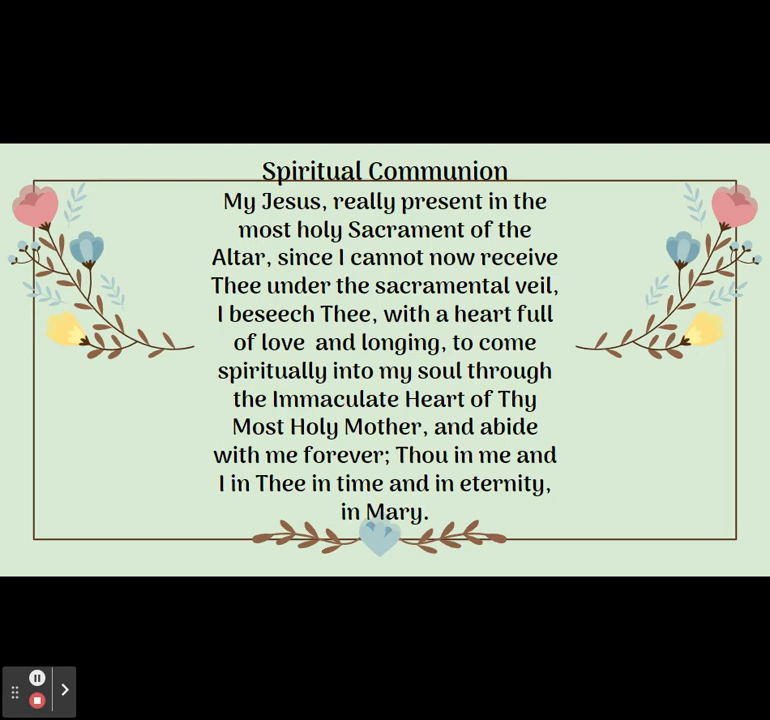 Spiritual Communion
My Jesus, really present in the
most holy Sacrament of the
Altar, since I cannot now receive
Thee under the sacramental veil,
I beseech Thee, with a heart full
of love  and longing, to come
spiritually into my soul through
the Immaculate Heart of Thy
Most Holy Mother, and abide
with me forever; Thou in me and
I in Thee in time and in eternity,
in Mary.